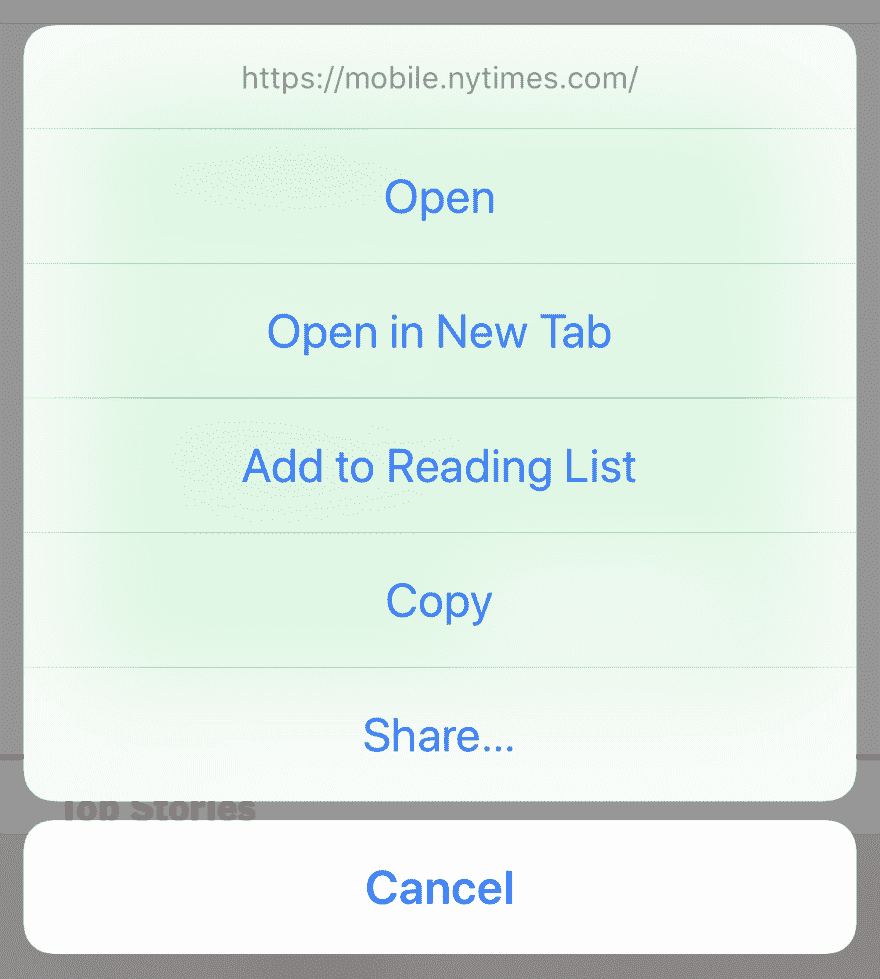 https://mobile.nytimes.com/
Open
Open in New Tab
Add to Reading List
Copy
Share...
Top Stories
Cancel